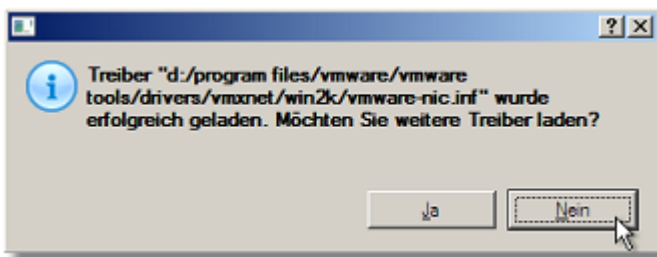 Treiber "d:/program files/vmware/vmware
tools/drivers/vmxnet/win2k/vmware-nic.inf" wurde
erfolgreich geladen. Möchten Sie weitere Treiber laden?
Ja
Nein